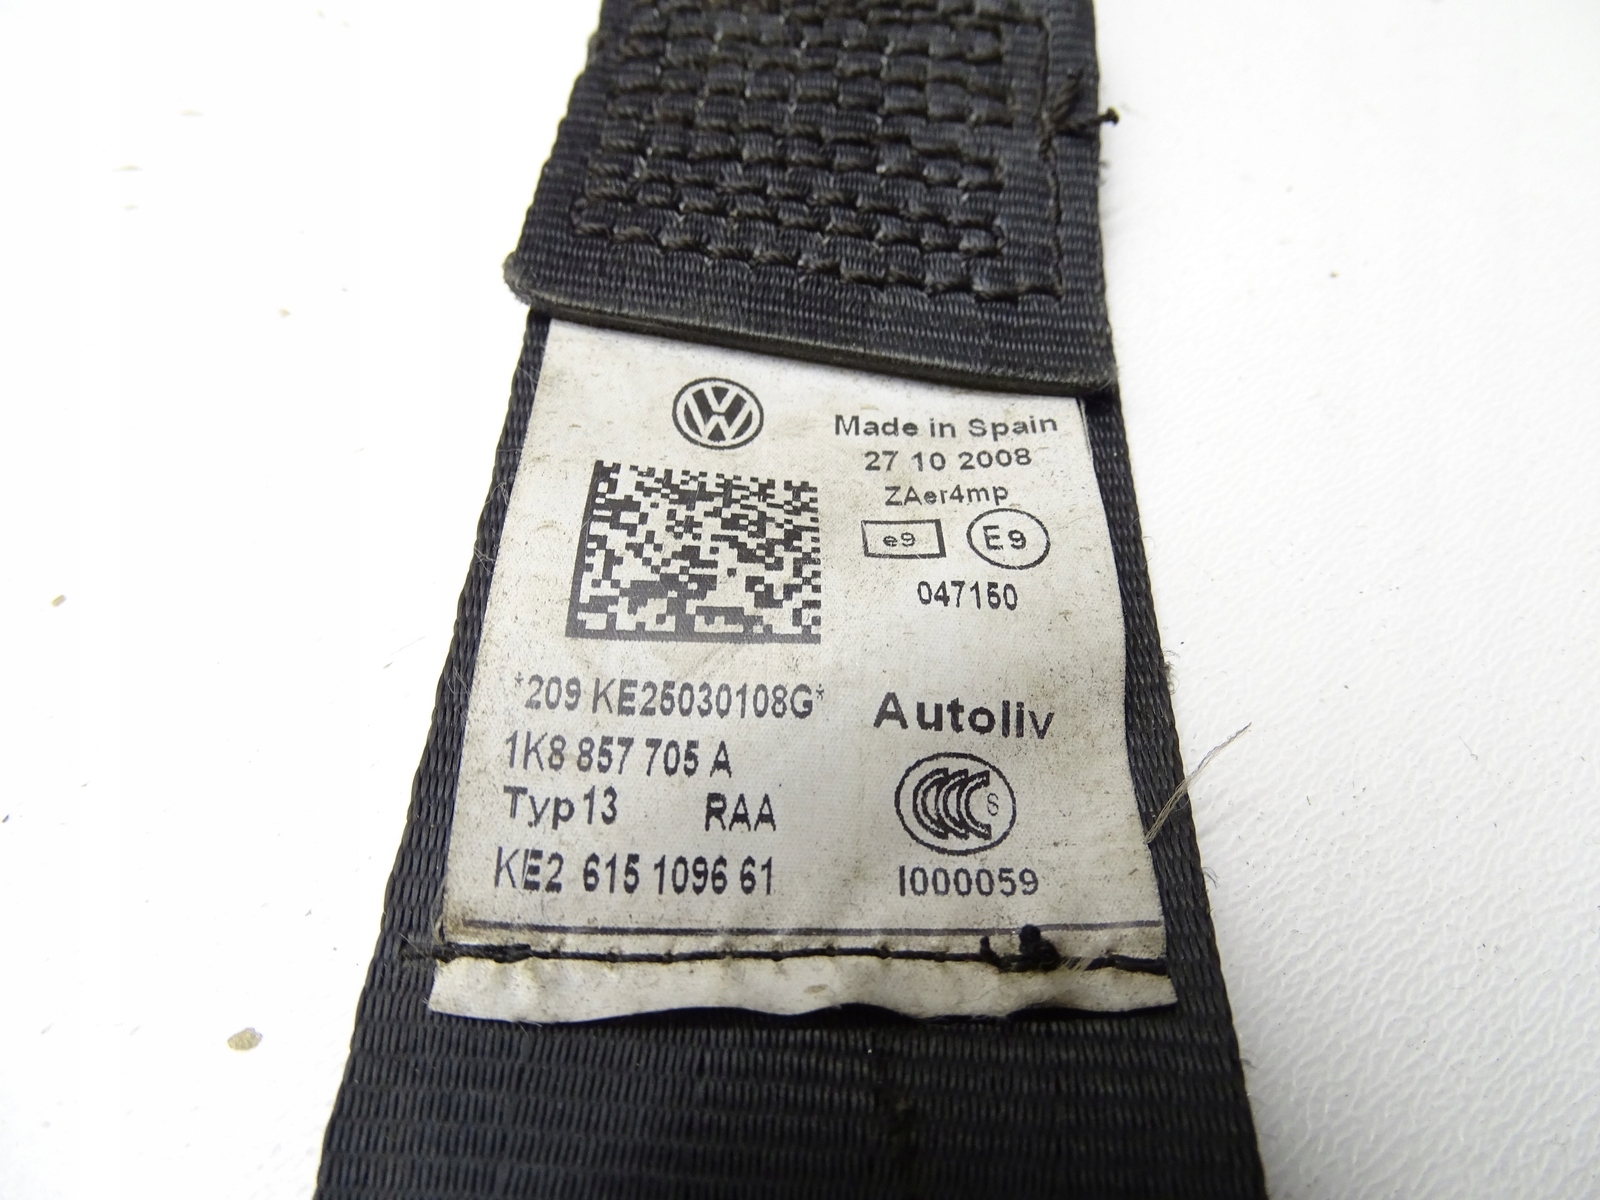 Made in Spain
27 10 2008
ZAer4mp
e9 E9
047150
*209 KE25030108G*
Autoliv
1K8 857 705 A
Typ13 RAA
S
KE2 615 1096 61
I000059